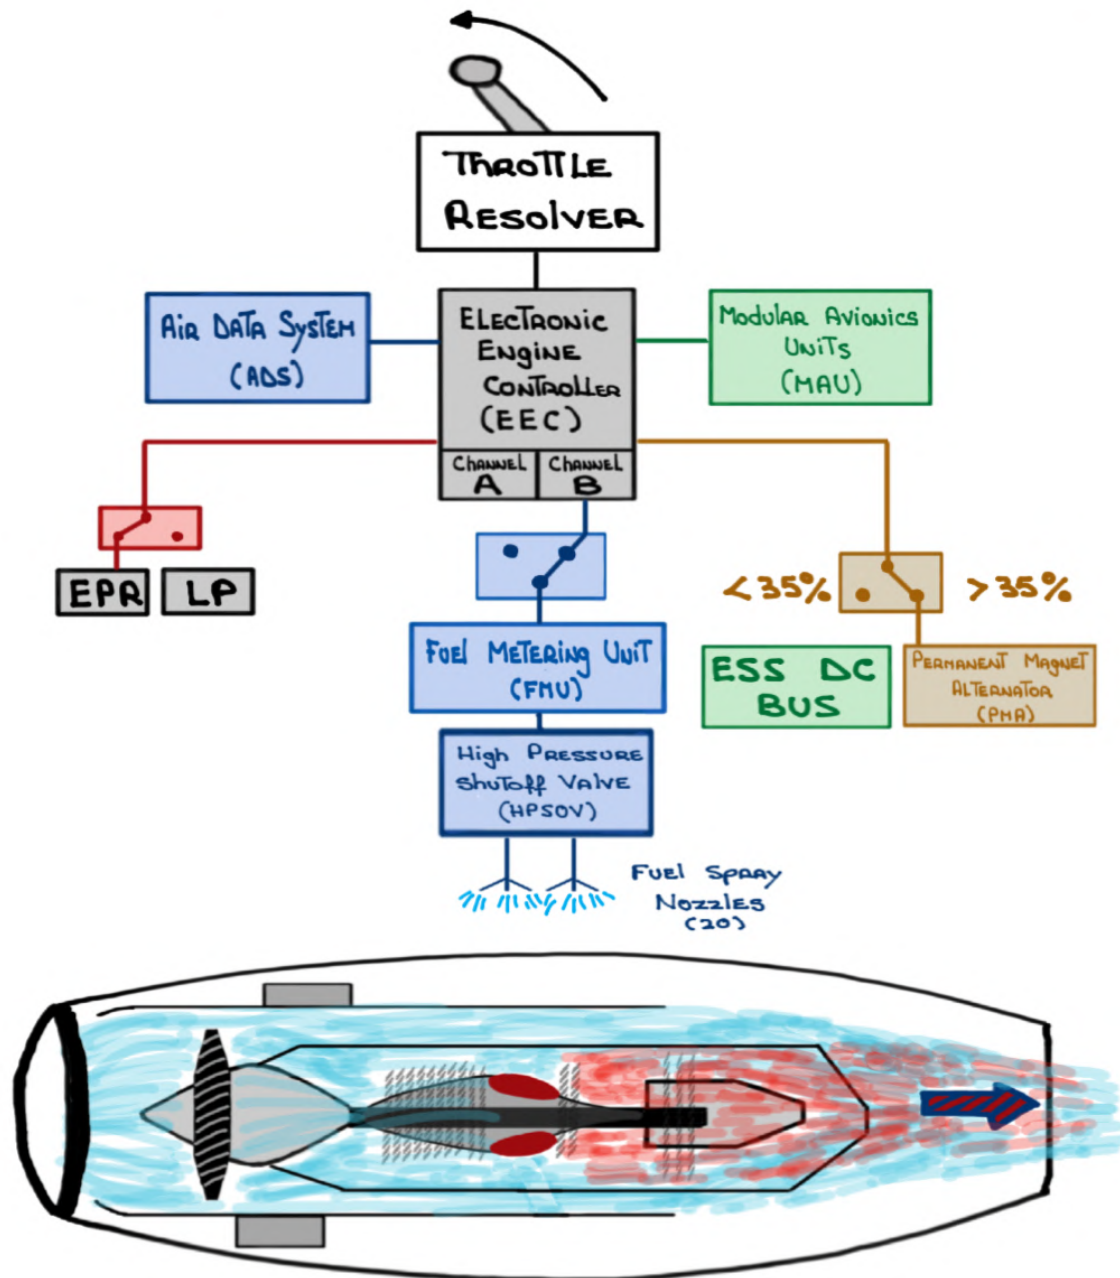 THROTTLE
RESOLVER
AIR DATA SYSTEM
(ADS)
ELECTRONIC
ENGINE
CONTROLLER
(EEC)
CHANNEL
A
CHANNEL
B
MODULAR AVIONICS
UNITS
(MAU)
EPR
LP
<35%
>35%
FUEL METERING UNIT
(FMU)
ESS DC
BUS
PERMANENT MAGNET
ALTERNATOR
(PMA)
HIGH PRESSURE
SHUTOFF VALVE
(HPSOV)
FUEL SPRAY
NOZZLES
(20)